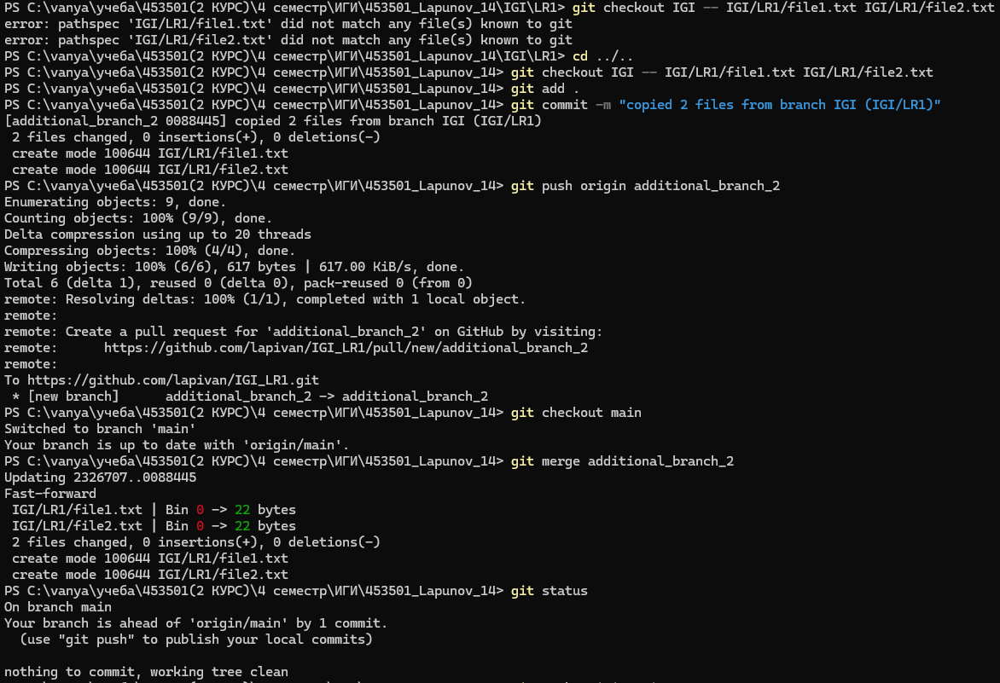 PS C:\vanya\учеба\453501(2 КУРС)\4 семестр\ИГИ\453501_Lapunov_14\IGI\LR1> git checkout IGI -- IGI/LR1/file1.txt IGI/LR1/file2.txt
error: pathspec 'IGI/LR1/file1.txt' did not match any file(s) known to git
error: pathspec 'IGI/LR1/file2.txt' did not match any file(s) known to git
PS C:\vanya\учеба\453501(2 КУРС)\4 семестр\ИГИ\453501_Lapunov_14\IGI\LR1> cd ../..
PS C:\vanya\учеба\453501(2 КУРС)\4 семестр\ИГИ\453501_Lapunov_14> git checkout IGI -- IGI/LR1/file1.txt IGI/LR1/file2.txt
PS C:\vanya\учеба\453501(2 КУРС)\4 семестр\ИГИ\453501_Lapunov_14> git add .
PS C:\vanya\учеба\453501(2 КУРС)\4 семестр\ИГИ\453501_Lapunov_14> git commit -m "copied 2 files from branch IGI (IGI/LR1)"
[additional_branch_2 0088445] copied 2 files from branch IGI (IGI/LR1)
 2 files changed, 0 insertions(+), 0 deletions(-)
 create mode 100644 IGI/LR1/file1.txt
 create mode 100644 IGI/LR1/file2.txt
PS C:\vanya\учеба\453501(2 КУРС)\4 семестр\ИГИ\453501_Lapunov_14> git push origin additional_branch_2
Enumerating objects: 9, done.
Counting objects: 100% (9/9), done.
Delta compression using up to 20 threads
Compressing objects: 100% (4/4), done.
Writing objects: 100% (6/6), 617 bytes | 617.00 KiB/s, done.
Total 6 (delta 1), reused 0 (delta 0), pack-reused 0 (from 0)
remote: Resolving deltas: 100% (1/1), completed with 1 local object.
remote:
remote: Create a pull request for 'additional_branch_2' on GitHub by visiting:
remote:      https://github.com/lapivan/IGI_LR1/pull/new/additional_branch_2
remote:
To https://github.com/lapivan/IGI_LR1.git
 * [new branch]      additional_branch_2 -> additional_branch_2
PS C:\vanya\учеба\453501(2 КУРС)\4 семестр\ИГИ\453501_Lapunov_14> git checkout main
Switched to branch 'main'
Your branch is up to date with 'origin/main'.
PS C:\vanya\учеба\453501(2 КУРС)\4 семестр\ИГИ\453501_Lapunov_14> git merge additional_branch_2
Updating 2326707..0088445
Fast-forward
 IGI/LR1/file1.txt | Bin 0 -> 22 bytes
 IGI/LR1/file2.txt | Bin 0 -> 22 bytes
 2 files changed, 0 insertions(+), 0 deletions(-)
 create mode 100644 IGI/LR1/file1.txt
 create mode 100644 IGI/LR1/file2.txt
PS C:\vanya\учеба\453501(2 КУРС)\4 семестр\ИГИ\453501_Lapunov_14> git status
On branch main
Your branch is ahead of 'origin/main' by 1 commit.
  (use "git push" to publish your local commits)
nothing to commit, working tree clean